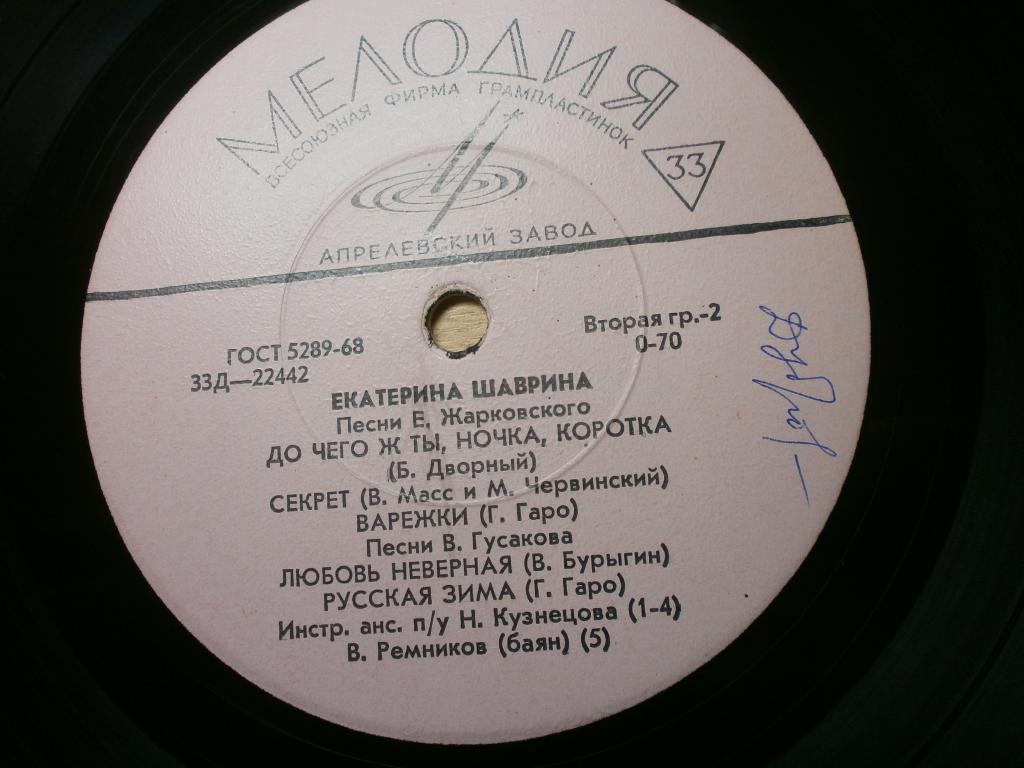 МЕЛОДИЯ
ВСЕСОЮЗНАЯ ФИРМА ГРАМПЛАСТИНОК
33
АПРЕЛЕВСКИЙ ЗАВОД
ГОСТ 5289-68
33Д—22442
Вторая гр.-2
0-70
ЕКАТЕРИНА ШАВРИНА
Песни Е. Жарковского
ДО ЧЕГО Ж ТЫ, НОЧКА, КОРОТКА
(Б. Дворный)
СЕКРЕТ (В. Масс и М. Червинский)
ВАРЕЖКИ (Г. Гаро)
Песни В. Гусакова
ЛЮБОВЬ НЕВЕРНАЯ (В. Бурыгин)
РУССКАЯ ЗИМА (Г. Гаро)
Инстр. анс. п/у Н. Кузнецова (1-4)
В. Ремников (баян) (5)